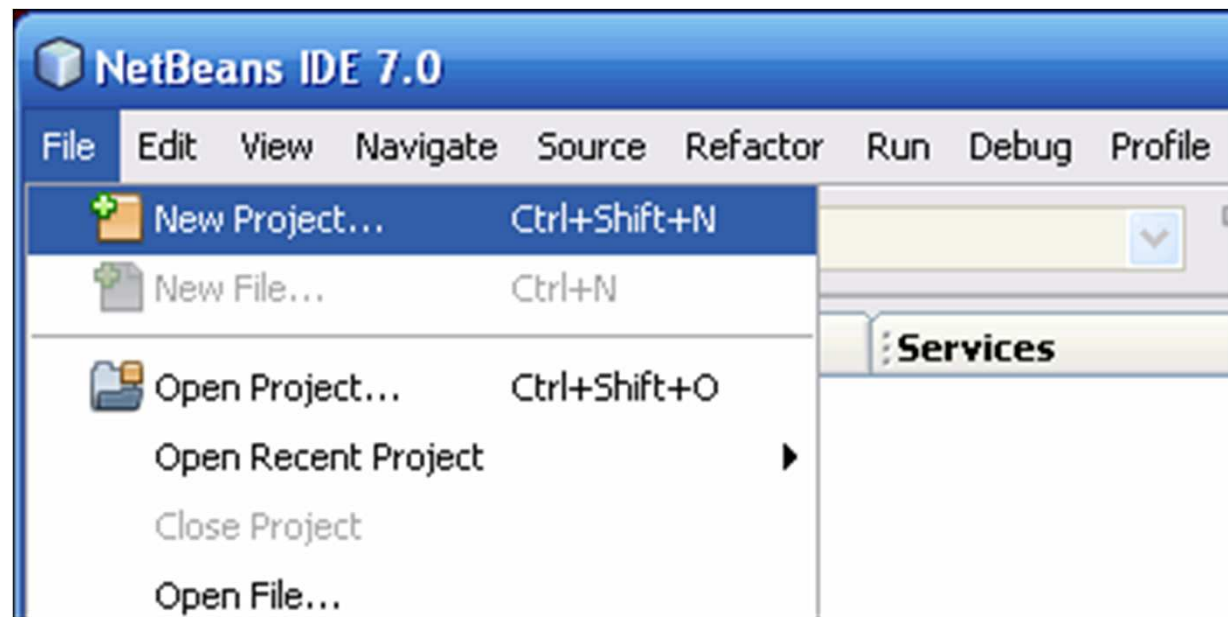 NetBeans IDE 7.0
File Edit View Navigate Source Refactor Run Debug Profile
New Project... Ctrl+Shift+N
New File... Ctrl+N
Services
Open Project... Ctrl+Shift+O
Open Recent Project
Close Project
Open File...